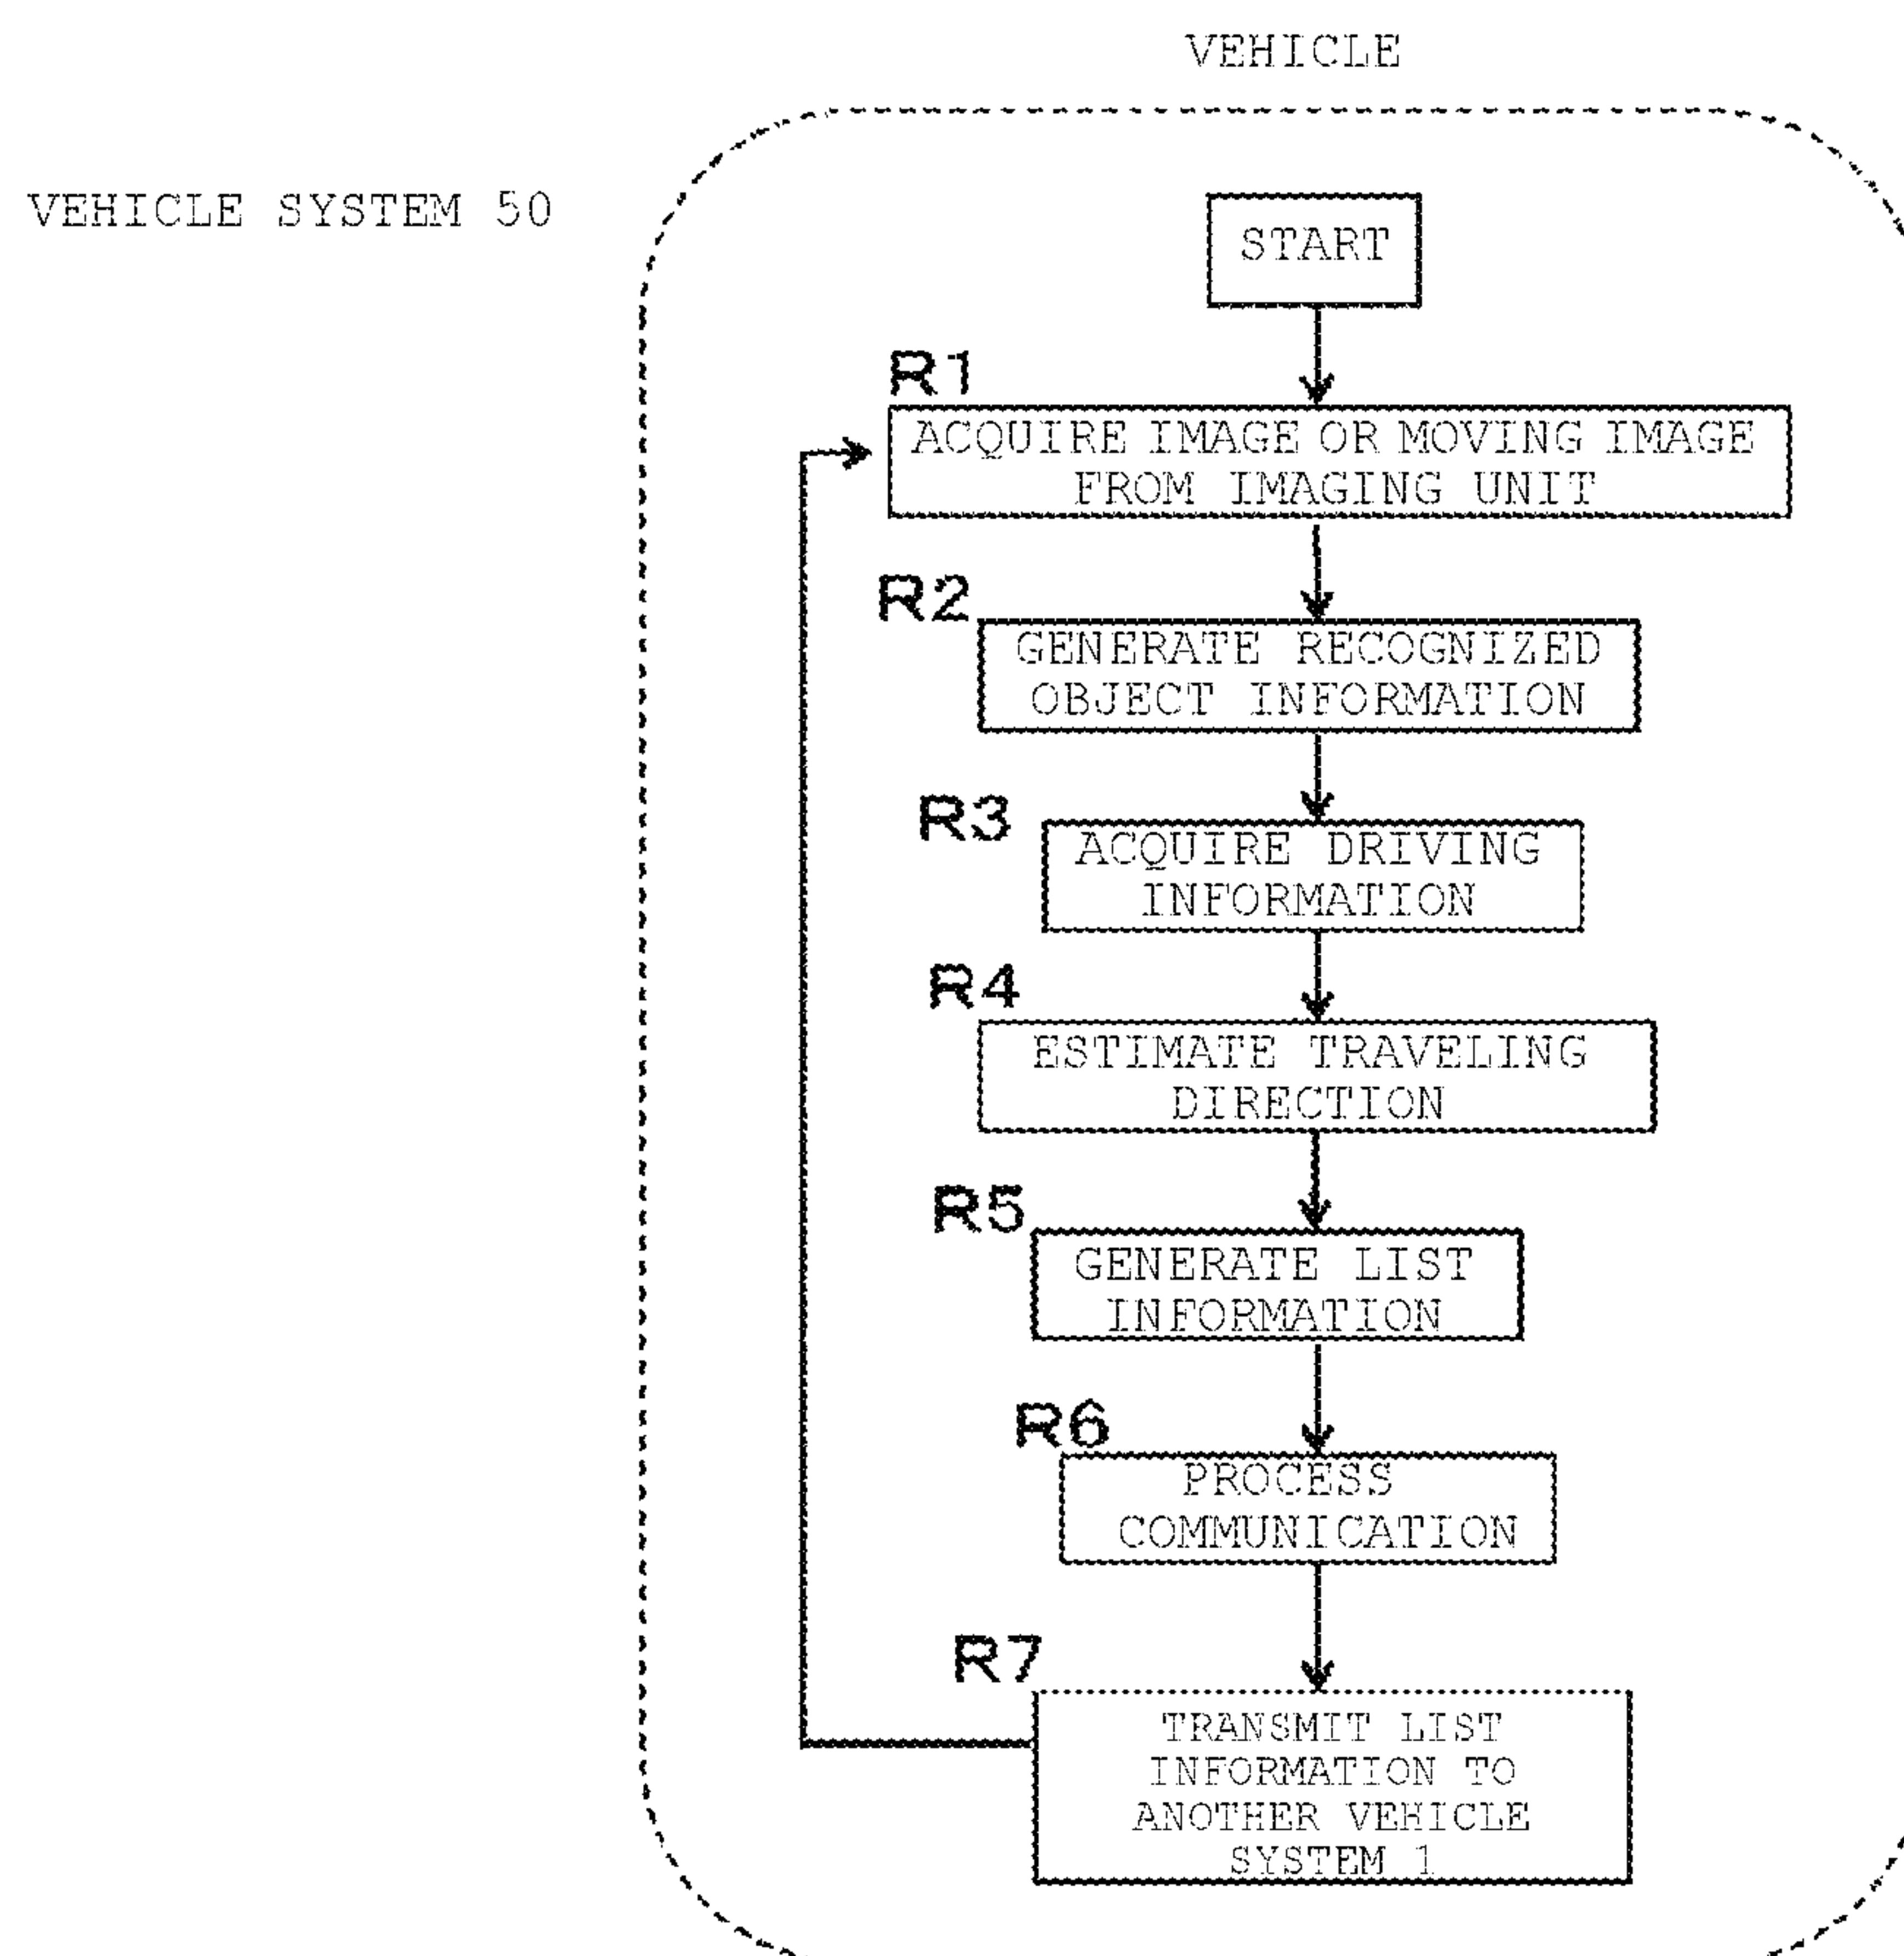 VEHICLE
VEHICLE SYSTEM 50
START
R1
ACQUIRE IMAGE OR MOVING IMAGE
FROM IMAGING UNIT
R2
GENERATE RECOGNIZED
OBJECT INFORMATION
R3
ACQUIRE DRIVING
INFORMATION
R4
ESTIMATE TRAVELING
DIRECTION
R5
GENERATE LIST
INFORMATION
R6
PROCESS
COMMUNICATION
R7
TRANSMIT LIST
INFORMATION TO
ANOTHER VEHICLE
SYSTEM 1